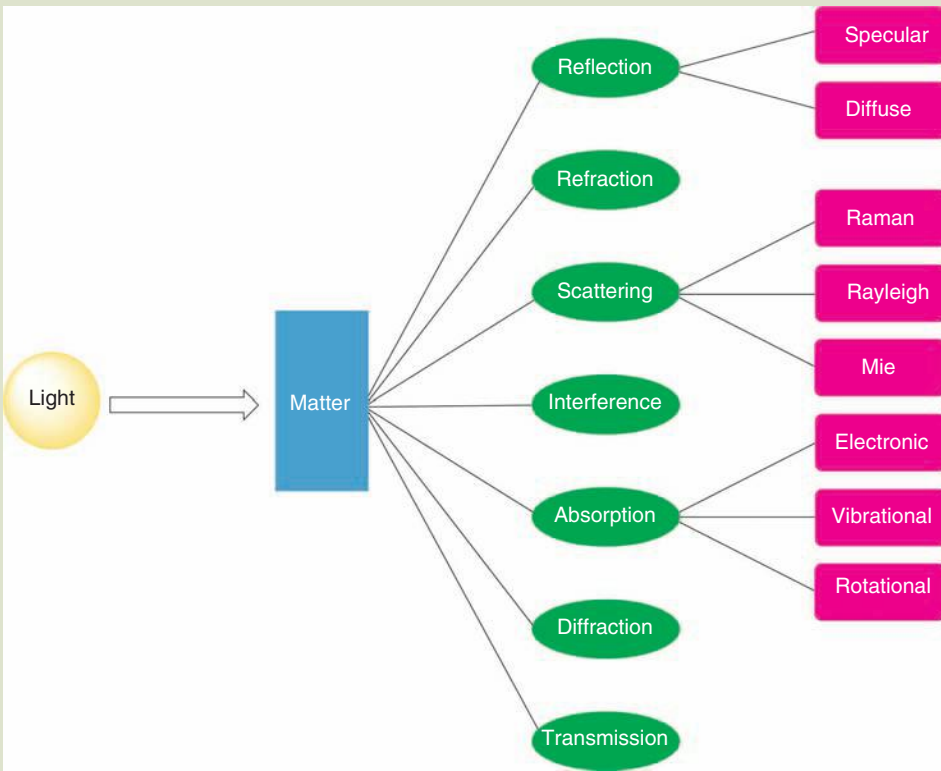 Light
Matter
Reflection
Refraction
Scattering
Interference
Absorption
Diffraction
Transmission
Specular
Diffuse
Raman
Rayleigh
Mie
Electronic
Vibrational
Rotational